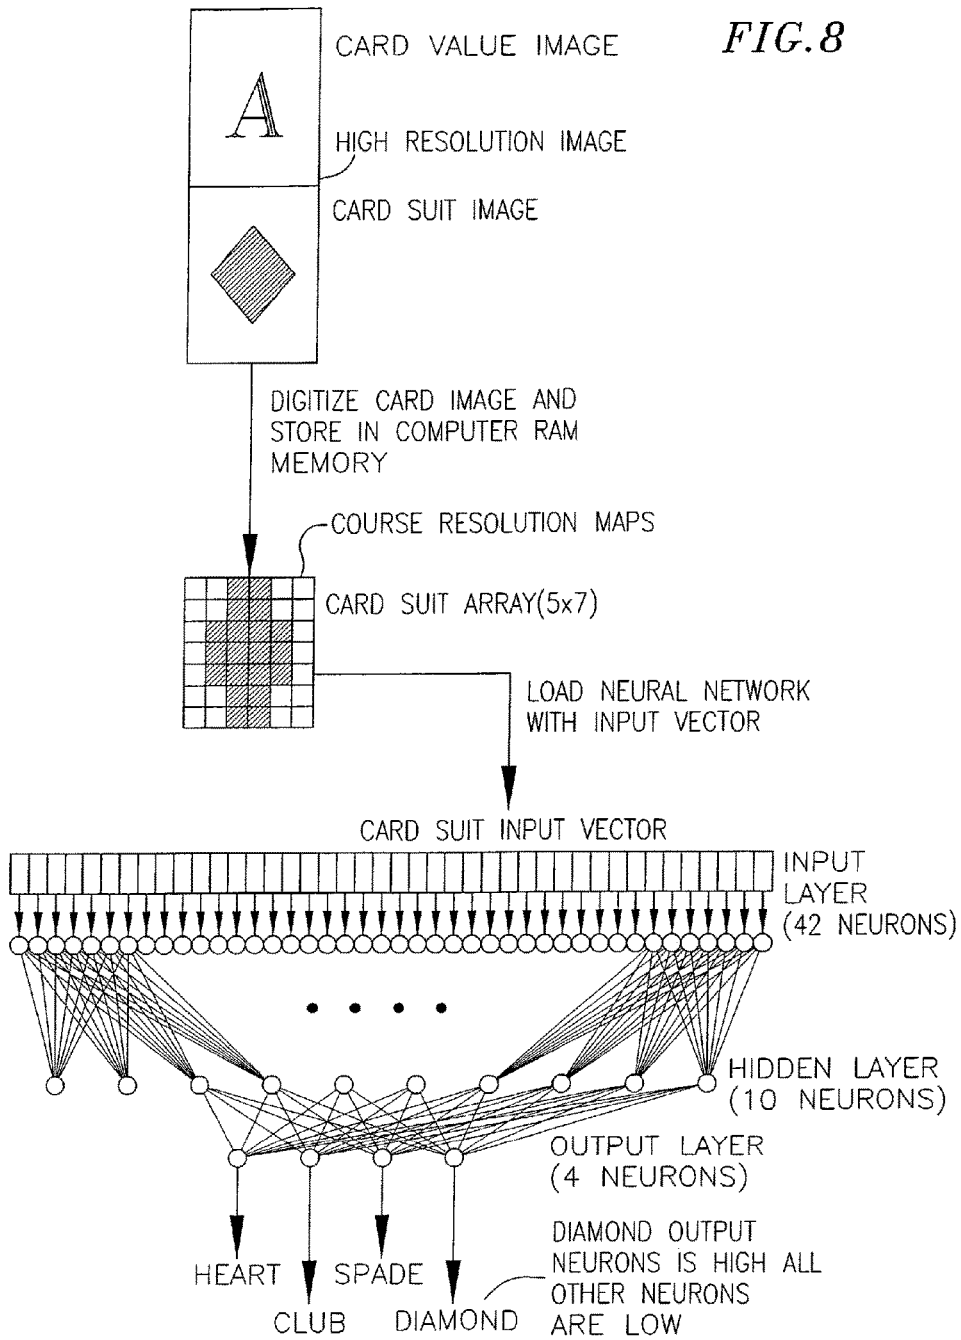 FIG.8
CARD VALUE IMAGE
A
HIGH RESOLUTION IMAGE
CARD SUIT IMAGE
DIGITIZE CARD IMAGE AND
STORE IN COMPUTER RAM
MEMORY
COURSE RESOLUTION MAPS
CARD SUIT ARRAY(5x7)
LOAD NEURAL NETWORK
WITH INPUT VECTOR
CARD SUIT INPUT VECTOR
INPUT
LAYER
(42 NEURONS)
HIDDEN LAYER
(10 NEURONS)
OUTPUT LAYER
(4 NEURONS)
HEART
SPADE
CLUB
DIAMOND
DIAMOND OUTPUT
NEURONS IS HIGH ALL
OTHER NEURONS
ARE LOW